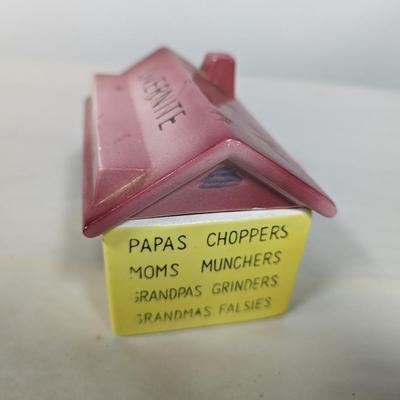 PAPAS CHOPPERS
MOMS MUNCHERS
GRANDPAS GRINDERS
GRANDMAS FALSIES